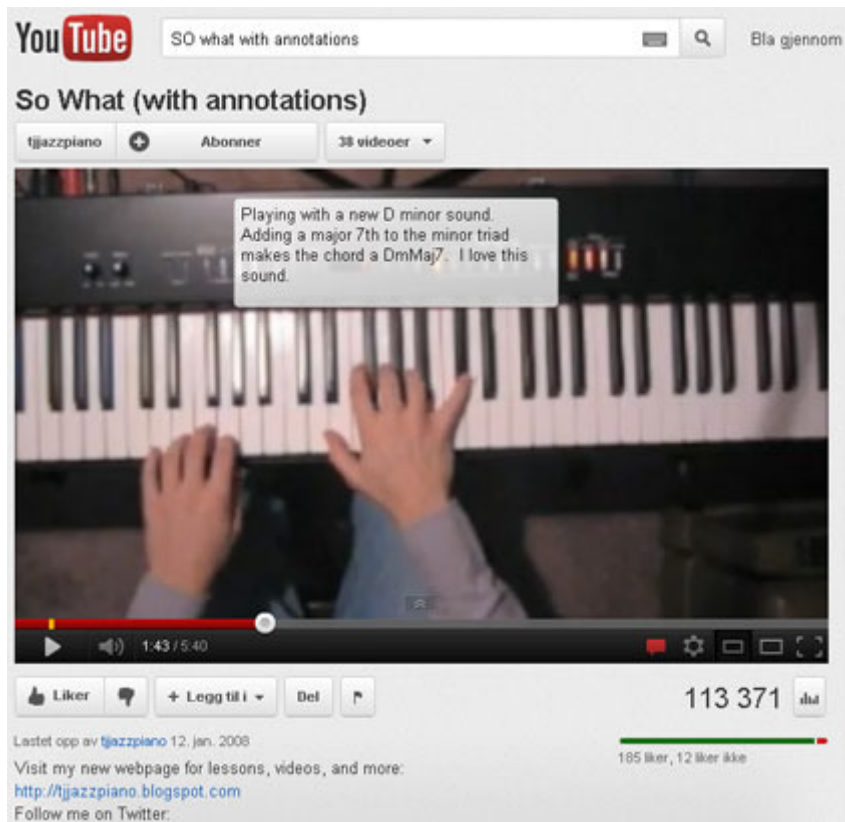 YouTube
SO what with annotations
Bla gjennom
So What (with annotations)
tjjazzpiano
Abonner
38 videoer
Playing with a new D minor sound.
Adding a major 7th to the minor triad
makes the chord a DmMaj7. I love this
sound.
1:43 / 5:40
Liker
+ Legg til i
Del
113 371
Lastet opp av tjjazzpiano 12. jan. 2008
185 liker, 12 liker ikke
Visit my new webpage for lessons, videos, and more:
http://tjjazzpiano.blogspot.com
Follow me on Twitter: